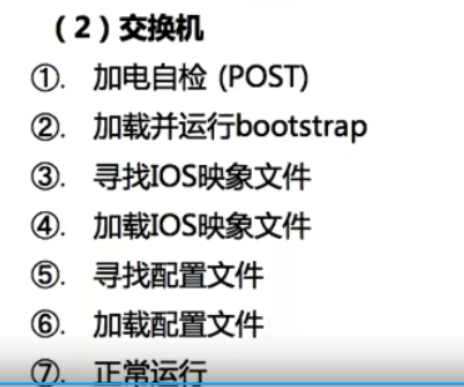 （2）交换机
①. 加电自检 (POST)
②. 加载并运行bootstrap
③. 寻找IOS映象文件
④. 加载IOS映象文件
⑤. 寻找配置文件
⑥. 加载配置文件
⑦. 正常运行